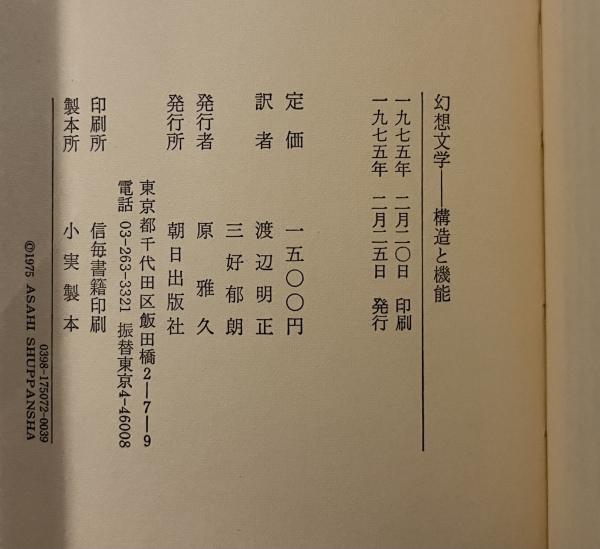 幻想文学――構造と機能
一九七五年 二月二〇日 印刷
一九七五年 二月二五日 発行
定価 一五〇〇円
訳者 渡辺明正
三好郁朗
発行者 原雅久
発行所 朝日出版社
東京都千代田区飯田橋2―7―9
電話 03-263-3321 振替東京4-46008
印刷所 信毎書籍印刷
製本所 小実製本
0398-175072-0039
©1975 ASAHI SHUPPANSHA